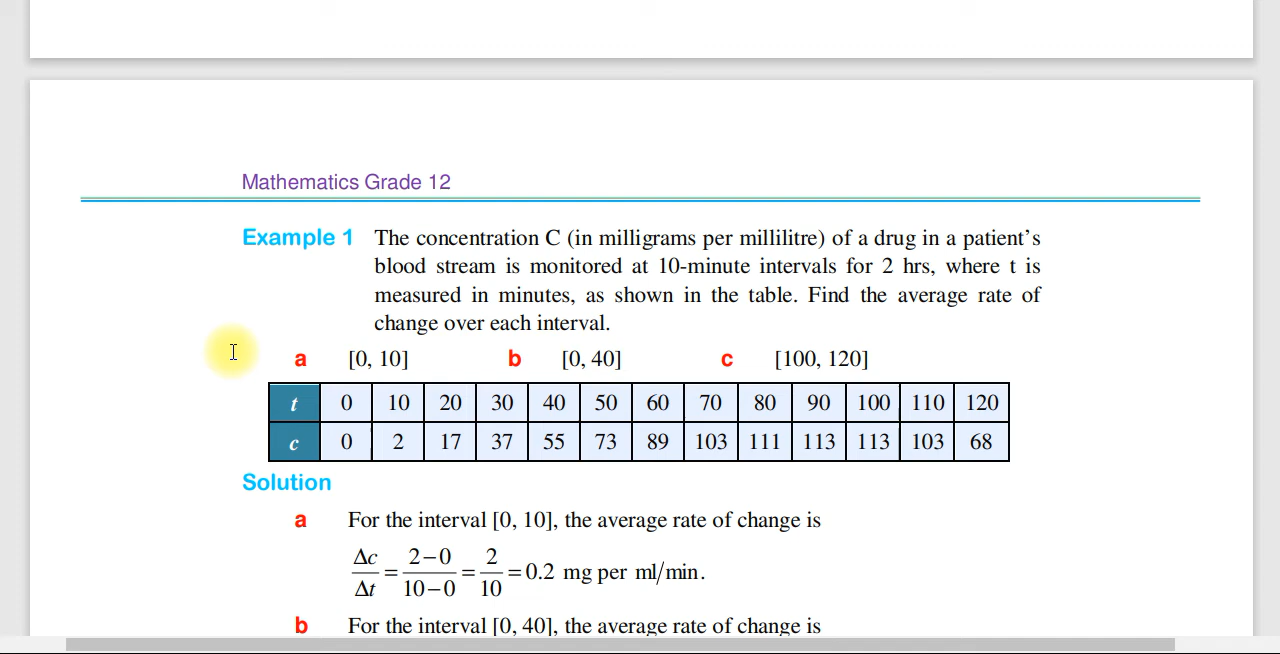 Mathematics Grade 12
Example 1 The concentration C (in milligrams per millilitre) of a drug in a patient’s
blood stream is monitored at 10-minute intervals for 2 hrs, where t is
measured in minutes, as shown in the table. Find the average rate of
change over each interval.
a [0, 10] b [0, 40] c [100, 120]
t 0 10 20 30 40 50 60 70 80 90 100 110 120
c 0 2 17 37 55 73 89 103 111 113 113 103 68
Solution
a For the interval [0, 10], the average rate of change is
Δc/Δt = (2−0)/(10−0) = 2/10 = 0.2 mg per ml/min.
b For the interval [0, 40], the average rate of change is